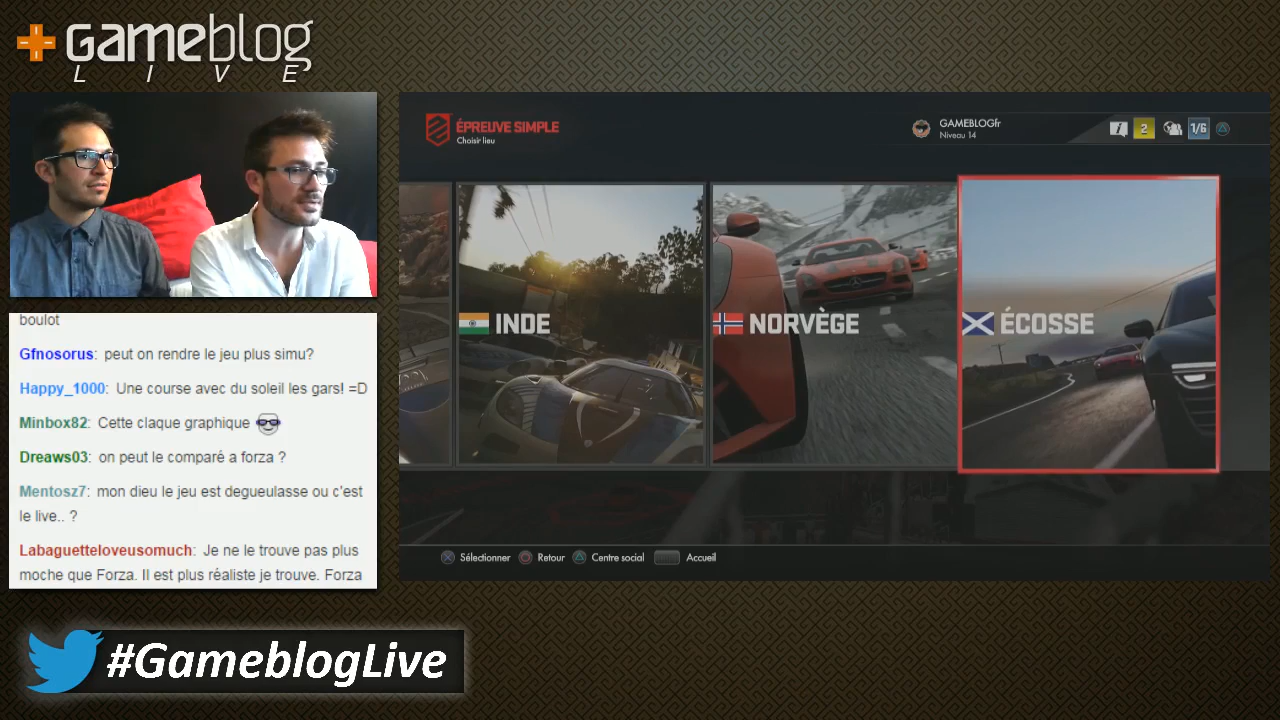 Gameblog
LIVE
ÉPREUVE SIMPLE
Choisir lieu
GAMEBLOGfr
Niveau 14
2
1/6
INDE
NORVÈGE
ÉCOSSE
Sélectionner
Retour
Centre social
Accueil
boulot
Gfnosorus: peut on rendre le jeu plus simu?
Happy_1000: Une course avec du soleil les gars! =D
Minbox82: Cette claque graphique
Dreaws03: on peut le comparé a forza ?
Mentosz7: mon dieu le jeu est degueulasse ou c'est
le live.. ?
Labaguetteloveusomuch: Je ne le trouve pas plus
moche que Forza. Il est plus réaliste je trouve. Forza
#GameblogLive